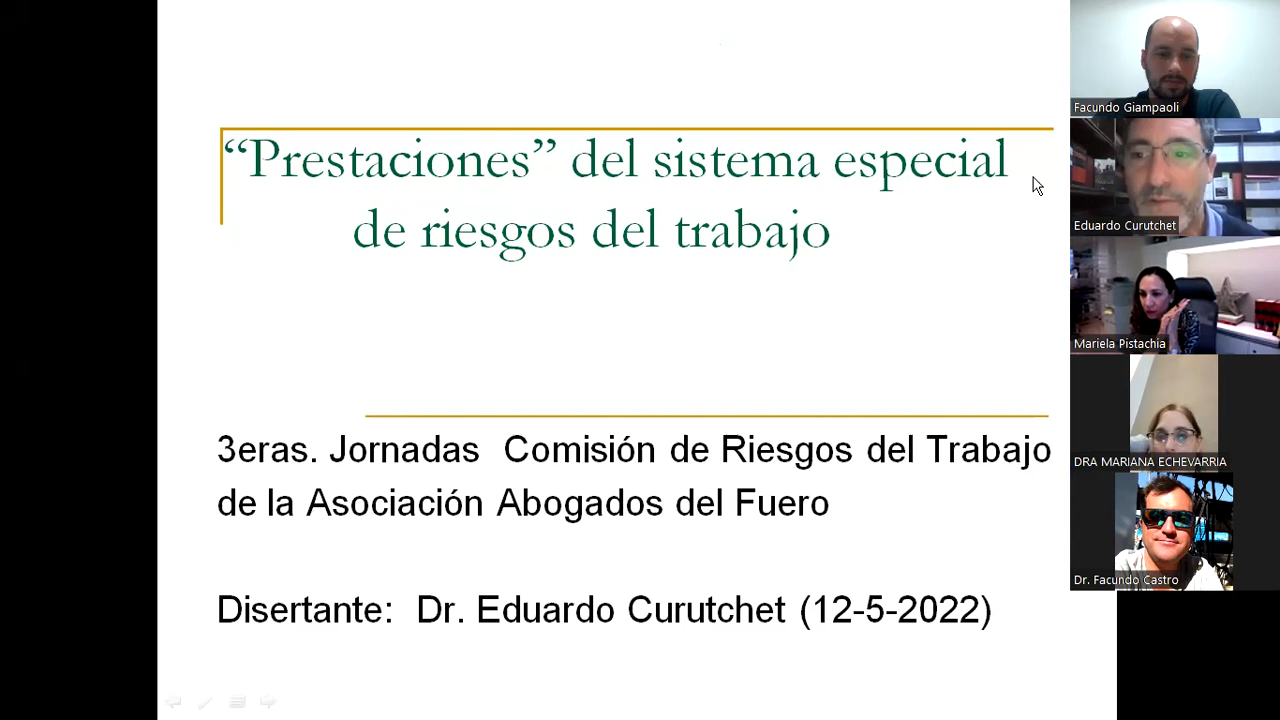 “Prestaciones” del sistema especial
de riesgos del trabajo
3eras. Jornadas Comisión de Riesgos del Trabajo
de la Asociación Abogados del Fuero
Disertante: Dr. Eduardo Curutchet (12-5-2022)
Facundo Giampaoli
Eduardo Curutchet
Mariela Pistachia
DRA MARIANA ECHEVARRIA
Dr. Facundo Castro